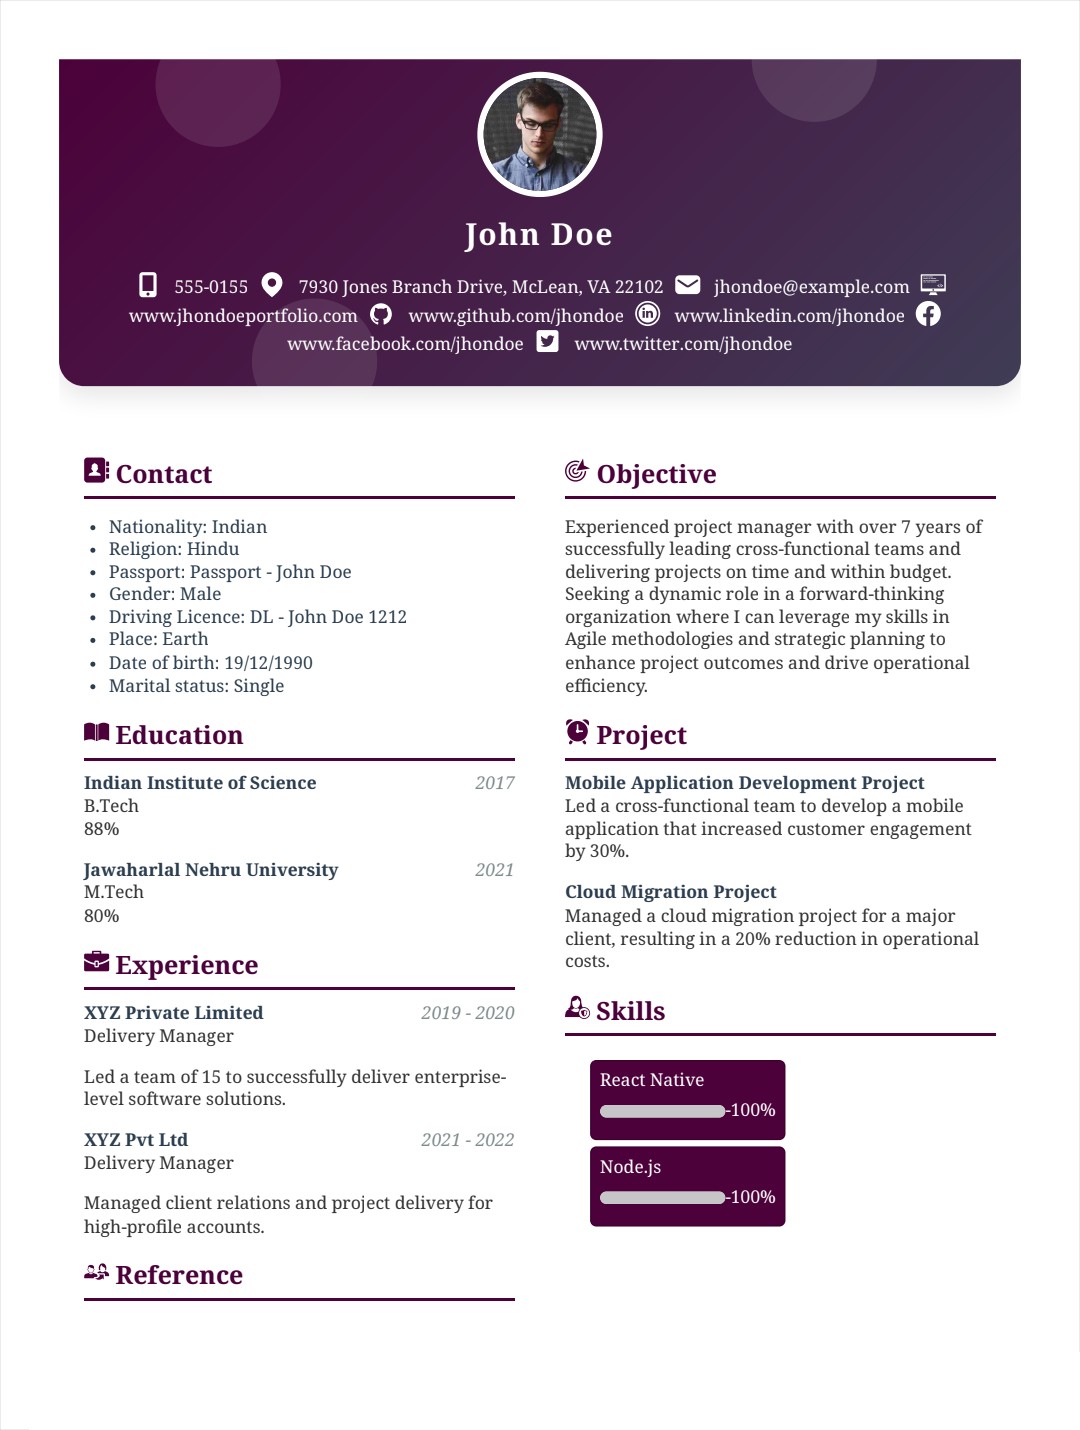 John Doe
555-0155 7930 Jones Branch Drive, McLean, VA 22102 jhondoe@example.com
www.jhondoeportfolio.com www.github.com/jhondoe www.linkedin.com/jhondoe
www.facebook.com/jhondoe www.twitter.com/jhondoe
Contact
• Nationality: Indian
• Religion: Hindu
• Passport: Passport - John Doe
• Gender: Male
• Driving Licence: DL - John Doe 1212
• Place: Earth
• Date of birth: 19/12/1990
• Marital status: Single
Education
Indian Institute of Science 2017
B.Tech
88%
Jawaharlal Nehru University 2021
M.Tech
80%
Experience
XYZ Private Limited 2019 - 2020
Delivery Manager
Led a team of 15 to successfully deliver enterprise-
level software solutions.
XYZ Pvt Ltd 2021 - 2022
Delivery Manager
Managed client relations and project delivery for
high-profile accounts.
Reference
Objective
Experienced project manager with over 7 years of
successfully leading cross-functional teams and
delivering projects on time and within budget.
Seeking a dynamic role in a forward-thinking
organization where I can leverage my skills in
Agile methodologies and strategic planning to
enhance project outcomes and drive operational
efficiency.
Project
Mobile Application Development Project
Led a cross-functional team to develop a mobile
application that increased customer engagement
by 30%.
Cloud Migration Project
Managed a cloud migration project for a major
client, resulting in a 20% reduction in operational
costs.
Skills
React Native
-100%
Node.js
-100%